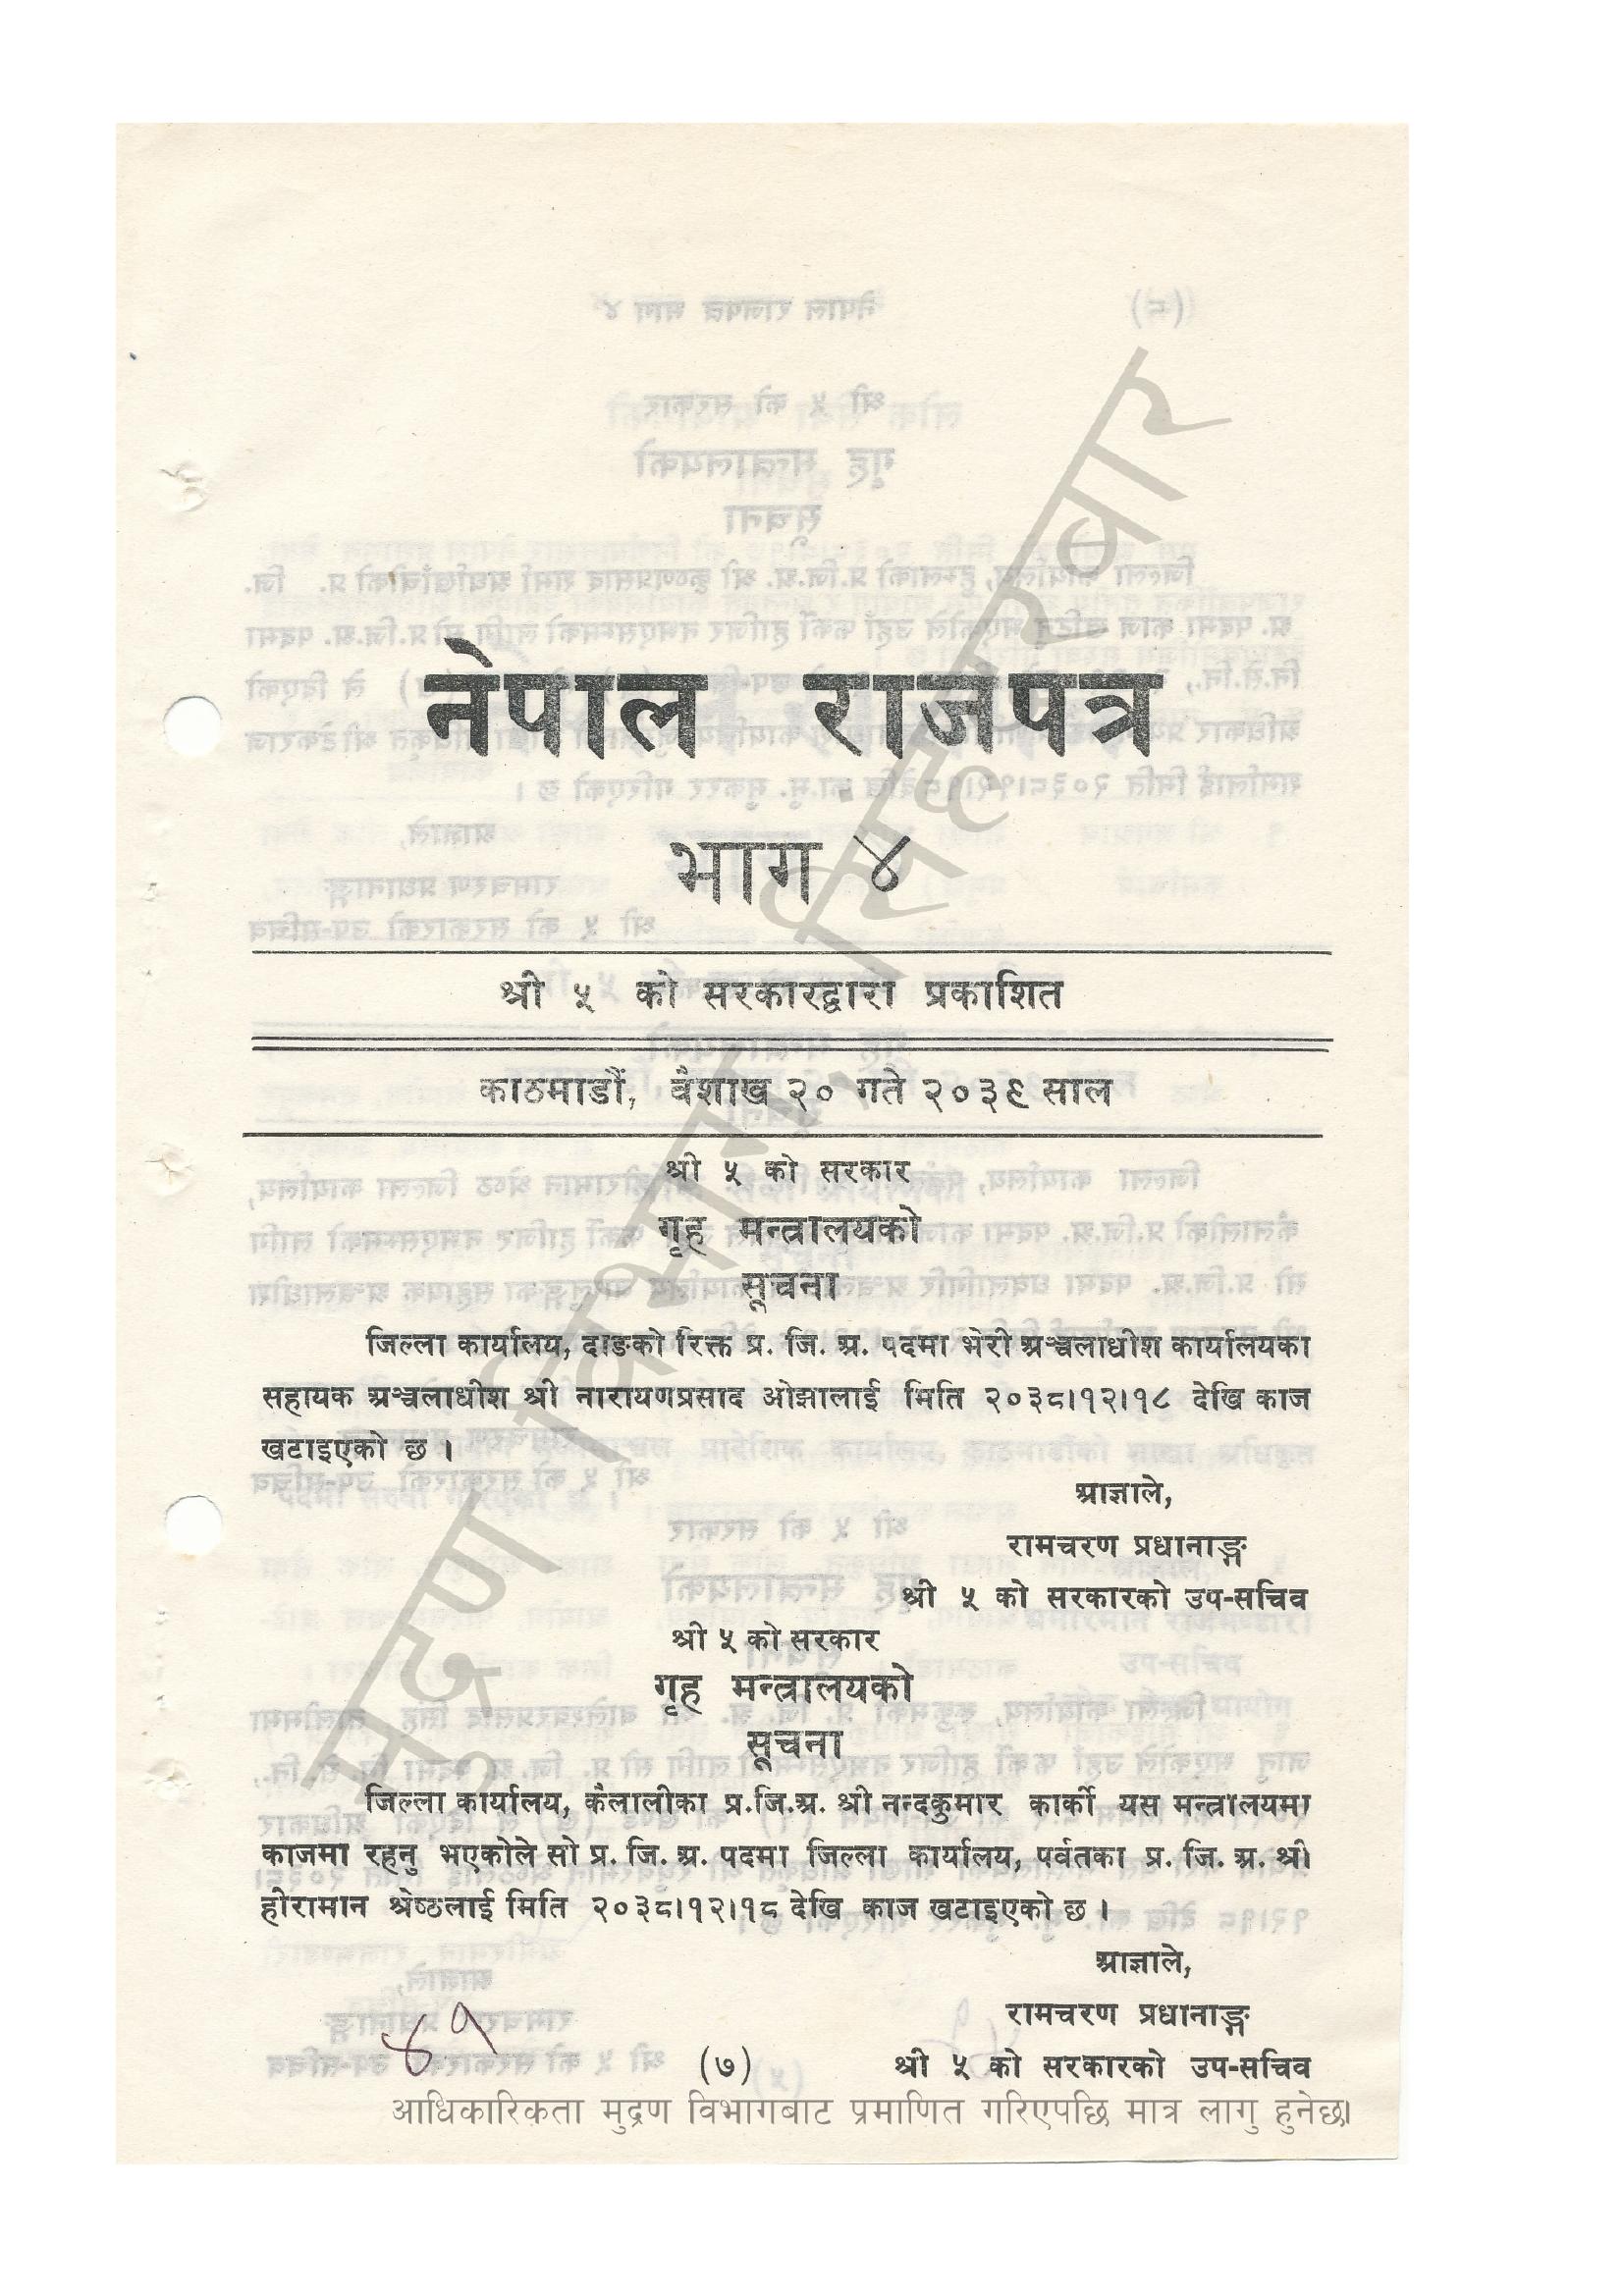 नेपाल राजपत्र
भाग ४
श्री ५ को सरकारद्वारा प्रकाशित
काठमाडौं, वैशाख २० गते २०३९ साल
श्री ५ को सरकार
गृह मन्त्रालयको
सूचना
जिल्ला कार्यालय, दाङको रिक्त प्र. जि. अ. पदमा भेरी अञ्चलाधीश कार्यालयका
सहायक अञ्चलाधीश श्री नारायणप्रसाद ओझालाई मिति २०३८।१२।१८ देखि काज
खटाइएको छ ।
आज्ञाले,
रामचरण प्रधानाङ्ग
श्री ५ को सरकारको उप-सचिव
श्री ५ को सरकार
गृह मन्त्रालयको
सूचना
जिल्ला कार्यालय, कैलालीका प्र.जि.अ. श्री नन्दकुमार कार्की यस मन्त्रालयमा
काजमा रहनु भएकोले सो प्र. जि. अ. पदमा जिल्ला कार्यालय, पर्वतका प्र. जि. अ. श्री
हीरामान श्रेष्ठलाई मिति २०३८।१२।१८ देखि काज खटाइएको छ ।
आज्ञाले,
रामचरण प्रधानाङ्ग
श्री ५ को सरकारको उप-सचिव
४१
(७)
मुद्रण विभाग, सिंहदरवार
आधिकारिकता मुद्रण विभागबाट प्रमाणित गरिएपछि मात्र लागु हुनेछ।